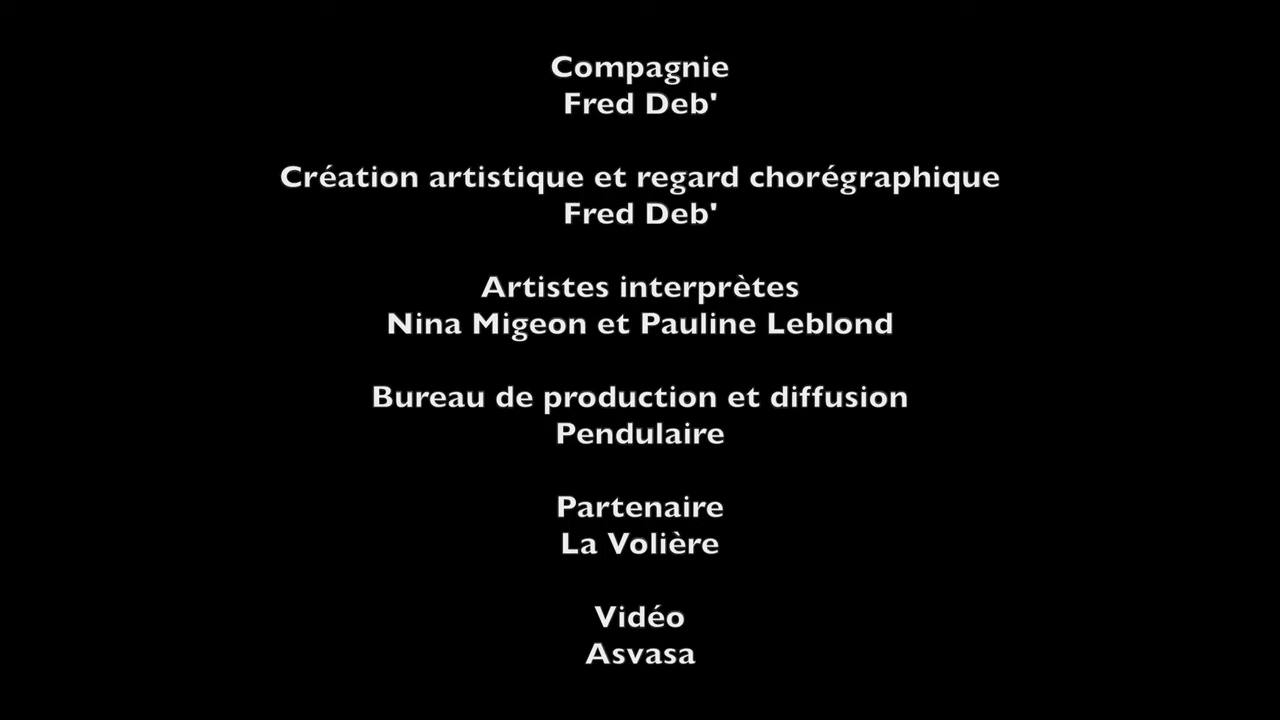 Compagnie
Fred Deb'
Création artistique et regard chorégraphique
Fred Deb'
Artistes interprètes
Nina Migeon et Pauline Leblond
Bureau de production et diffusion
Pendulaire
Partenaire
La Volière
Vidéo
Asvasa